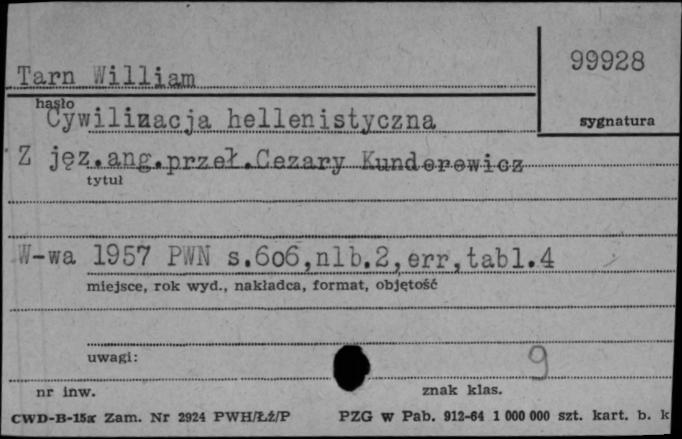 99928
Tarn William
hasło
sygnatura
Cywilizacja hellenistyczna
Z jęz.ang.przeł.Cezary Kunderewicz
tytuł
W-wa 1957 PWN s.606,nlb.2,err,tabl.4
miejsce, rok wyd., nakładca, format, objętość
uwagi:
9
nr inw.
znak klas.
CWD-B-15x Zam. Nr 2924 PWH/ŁŻ/P PZG w Pab. 912-64 1 000 000 szt. kart. b. k